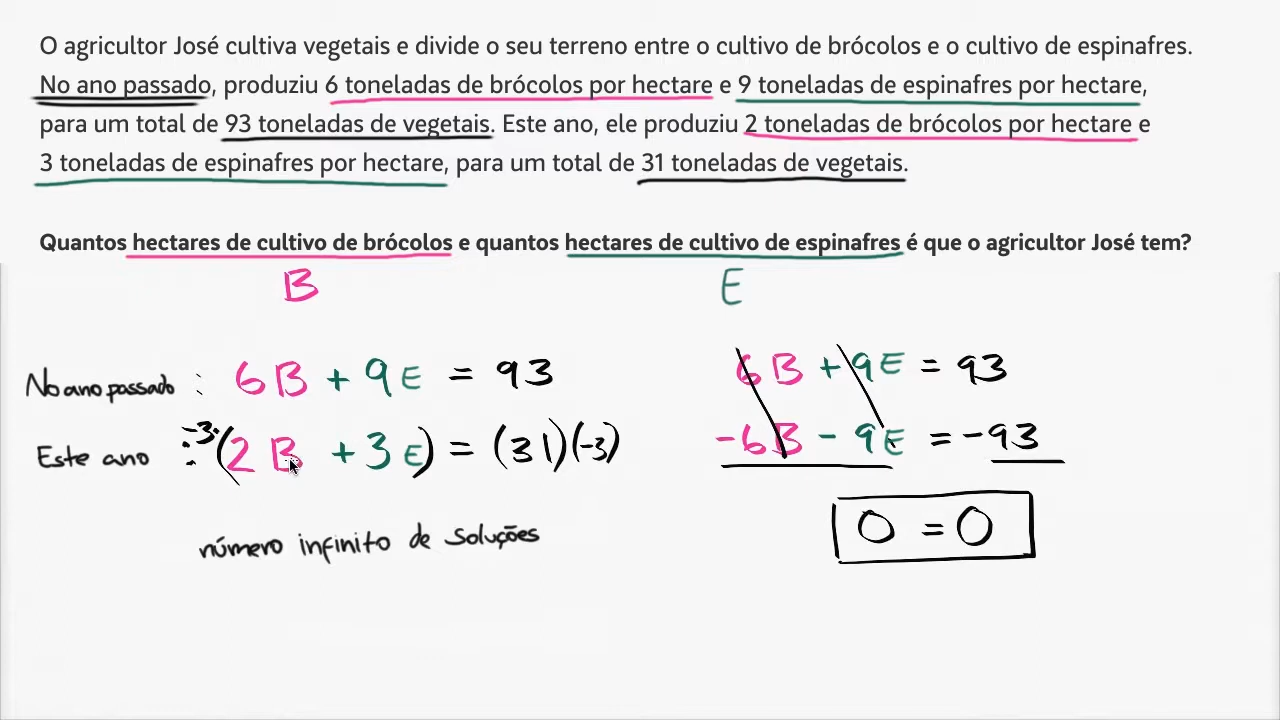 O agricultor José cultiva vegetais e divide o seu terreno entre o cultivo de brócolos e o cultivo de espinafres.
No ano passado, produziu 6 toneladas de brócolos por hectare e 9 toneladas de espinafres por hectare,
para um total de 93 toneladas de vegetais. Este ano, ele produziu 2 toneladas de brócolos por hectare e
3 toneladas de espinafres por hectare, para um total de 31 toneladas de vegetais.
Quantos hectares de cultivo de brócolos e quantos hectares de cultivo de espinafres é que o agricultor José tem?
B E
No ano passado : 6B + 9E = 93
Este ano : -3·(2B + 3E) = (31)(-3)
número infinito de soluções
6B + 9E = 93
-6B - 9E = -93
0 = 0